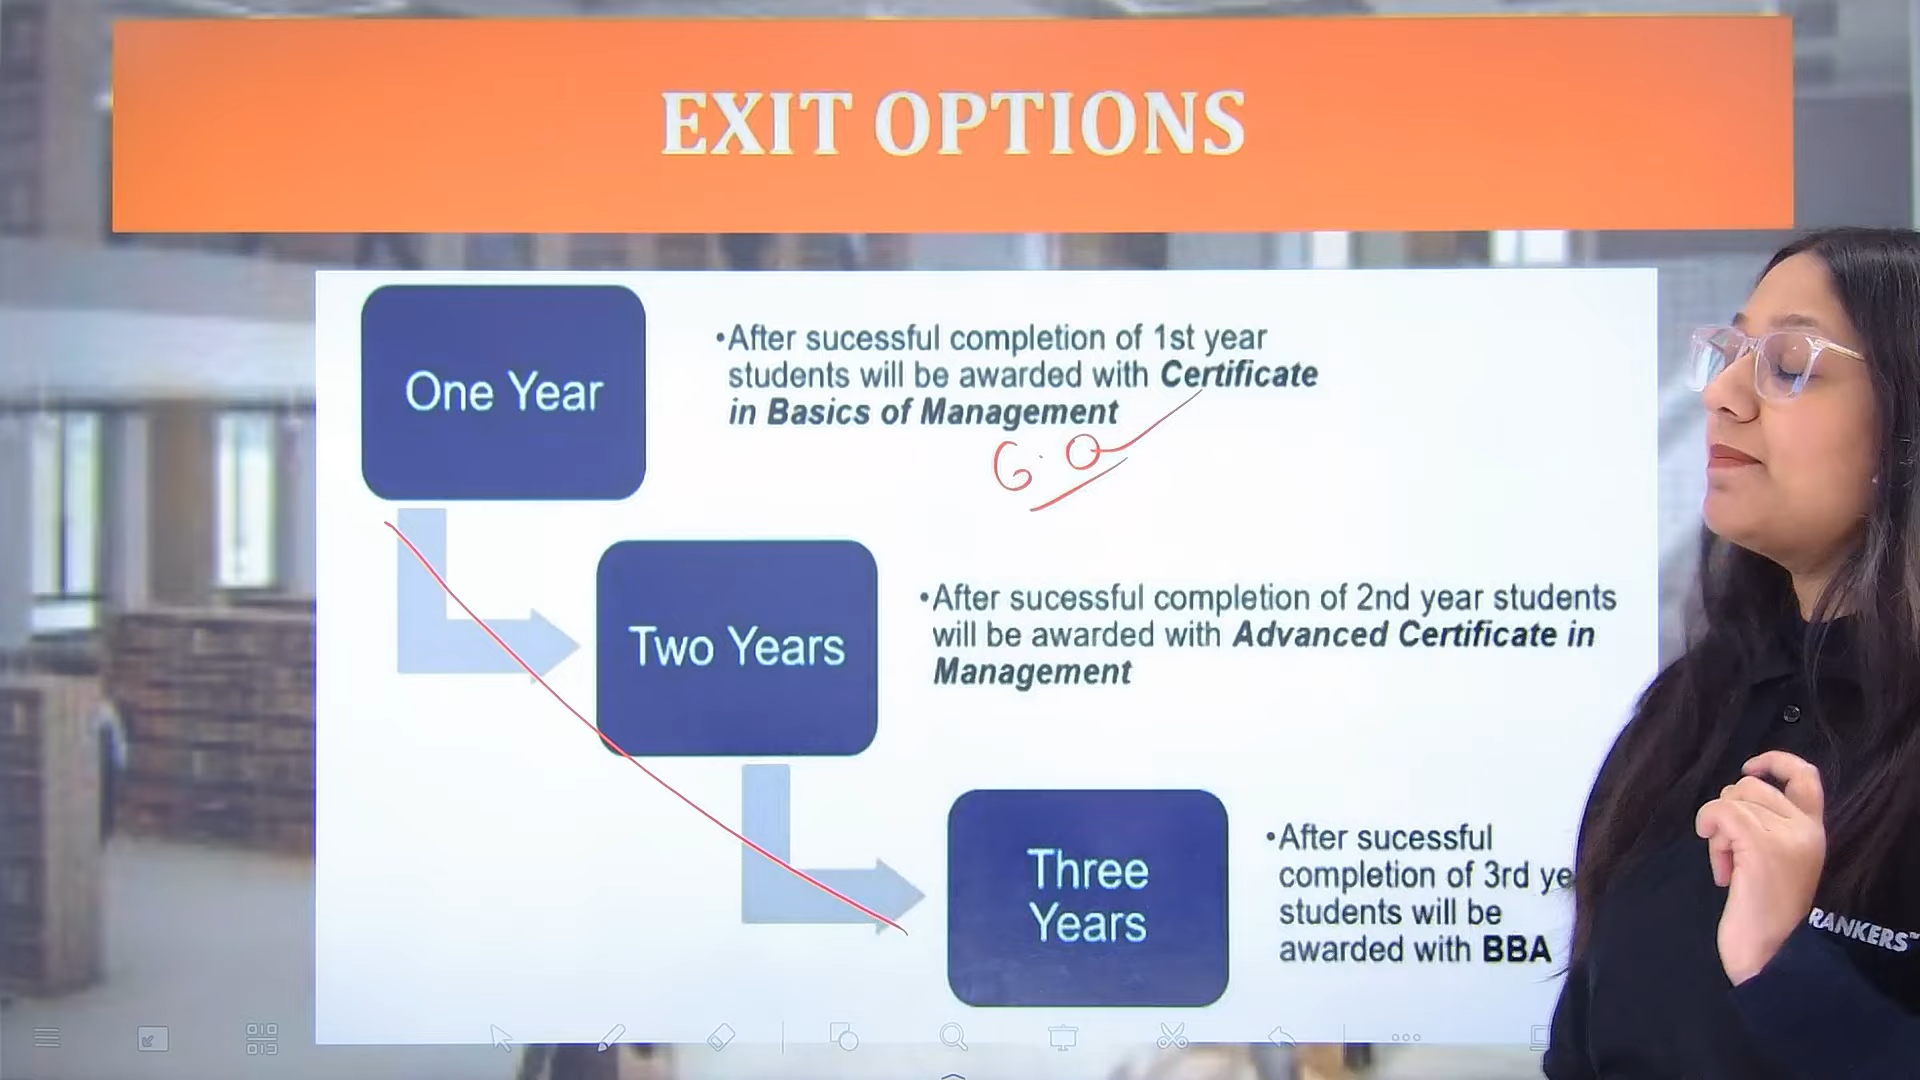 EXIT OPTIONS
One Year
•After sucessful completion of 1st year
students will be awarded with Certificate
in Basics of Management
6.0
Two Years
•After sucessful completion of 2nd year students
will be awarded with Advanced Certificate in
Management
Three
Years
•After sucessful
completion of 3rd ye
students will be
awarded with BBA
RANKERS